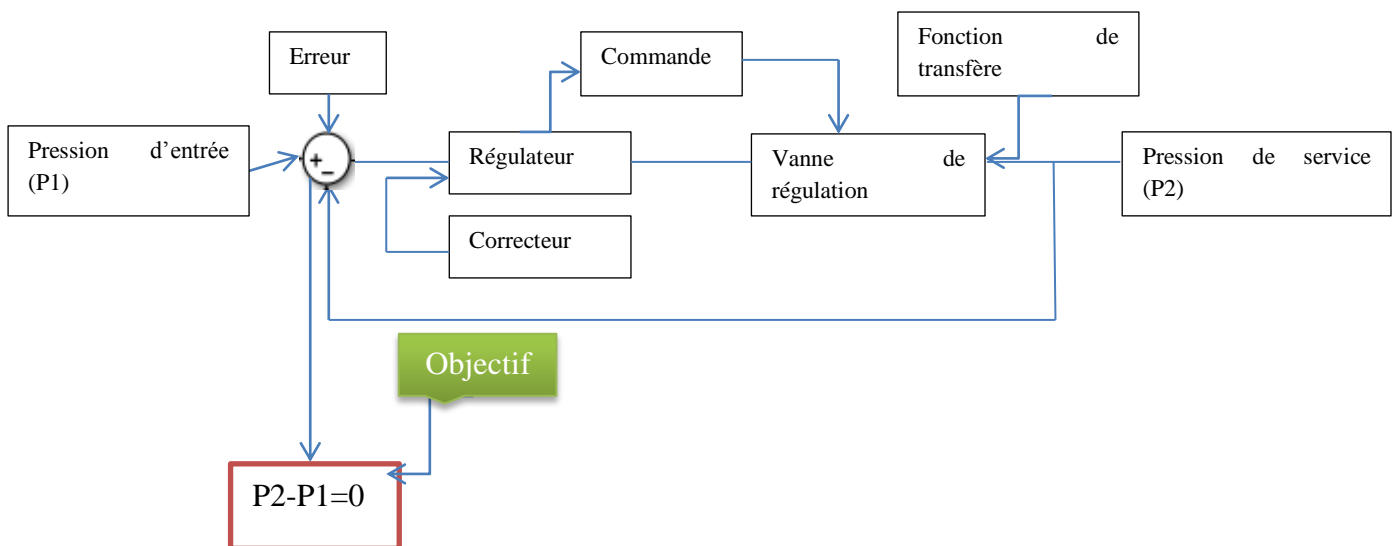 Erreur
Commande
Fonction de
transfère
Pression d'entrée
(P1)
+
-
Régulateur
Vanne de
régulation
Pression de service
(P2)
Correcteur
Objectif
P2-P1=0